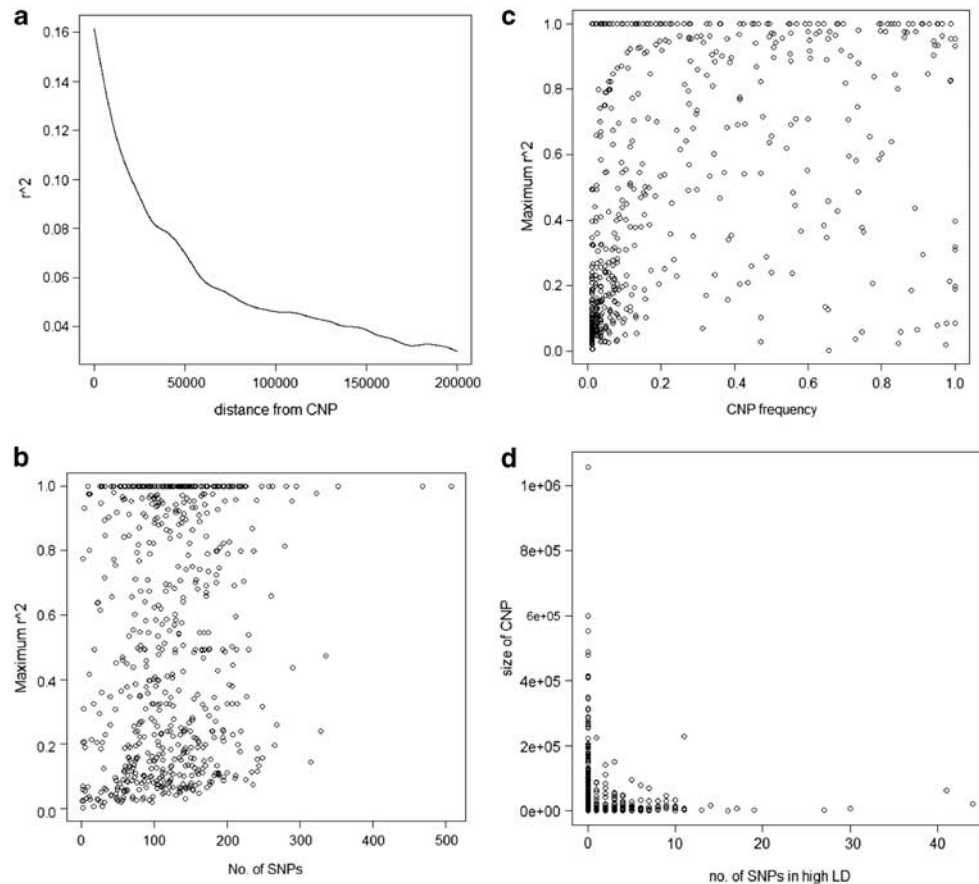 a
0.16
0.14
0.12
0.10
0.08
0.06
0.04
r^2
0
50000
100000
150000
200000
distance from CNP
c
1.0
0.8
0.6
0.4
0.2
0.0
Maximum r^2
0.0
0.2
0.4
0.6
0.8
1.0
CNP frequency
b
1.0
0.8
0.6
0.4
0.2
0.0
Maximum r^2
0
100
200
300
400
500
No. of SNPs
d
1e+06
8e+05
6e+05
4e+05
2e+05
0e+00
size of CNP
0
10
20
30
40
no. of SNPs in high LD